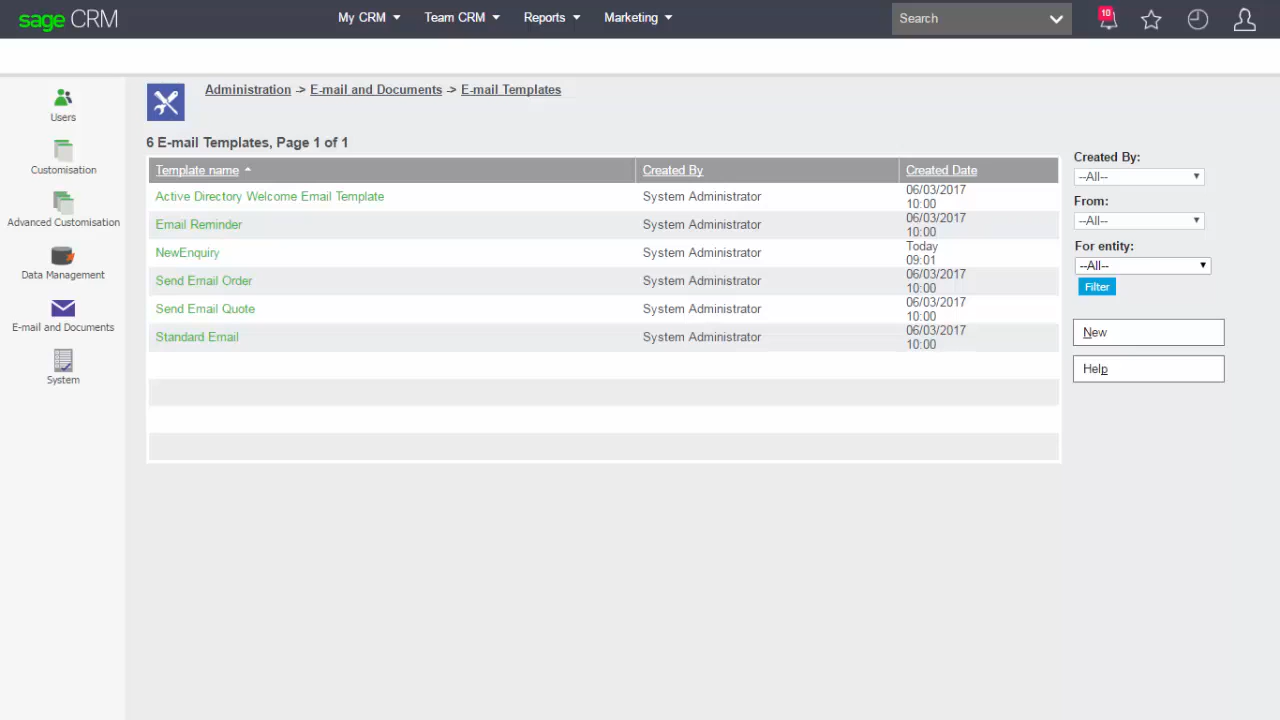 sage CRM
My CRM
Team CRM
Reports
Marketing
Search
10
Users
Customisation
Advanced Customisation
Data Management
E-mail and Documents
System
Administration -> E-mail and Documents -> E-mail Templates
6 E-mail Templates, Page 1 of 1
Template name Created By Created Date
Active Directory Welcome Email Template System Administrator 06/03/2017
10:00
Email Reminder System Administrator 06/03/2017
10:00
NewEnquiry System Administrator Today
09:01
Send Email Order System Administrator 06/03/2017
10:00
Send Email Quote System Administrator 06/03/2017
10:00
Standard Email System Administrator 06/03/2017
10:00
Created By:
--All--
From:
--All--
For entity:
--All--
Filter
New
Help